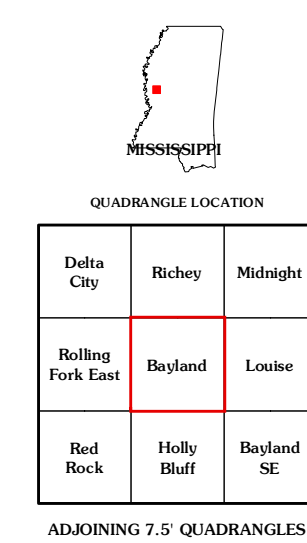 MISSISSIPPI
QUADRANGLE LOCATION
Delta
City
Richey
Midnight
Rolling
Fork East
Bayland
Louise
Red
Rock
Holly
Bluff
Bayland
SE
ADJOINING 7.5' QUADRANGLES